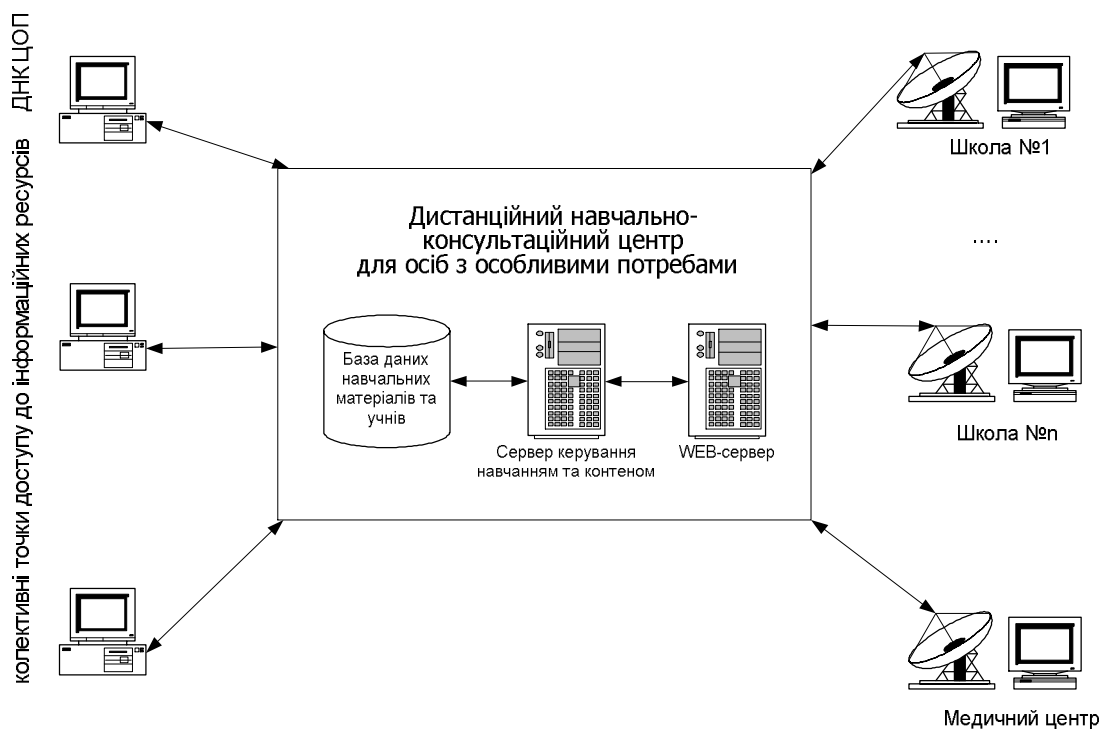 колективні точки доступу до інформаційних ресурсів ДНКЦОП
Школа №1
Дистанційний навчально-
консультаційний центр
для осіб з особливими потребами
....
База даних
навчальних
матеріалів та
учнів
Сервер керування
навчанням та контеном
WEB-сервер
Школа №n
Медичний центр